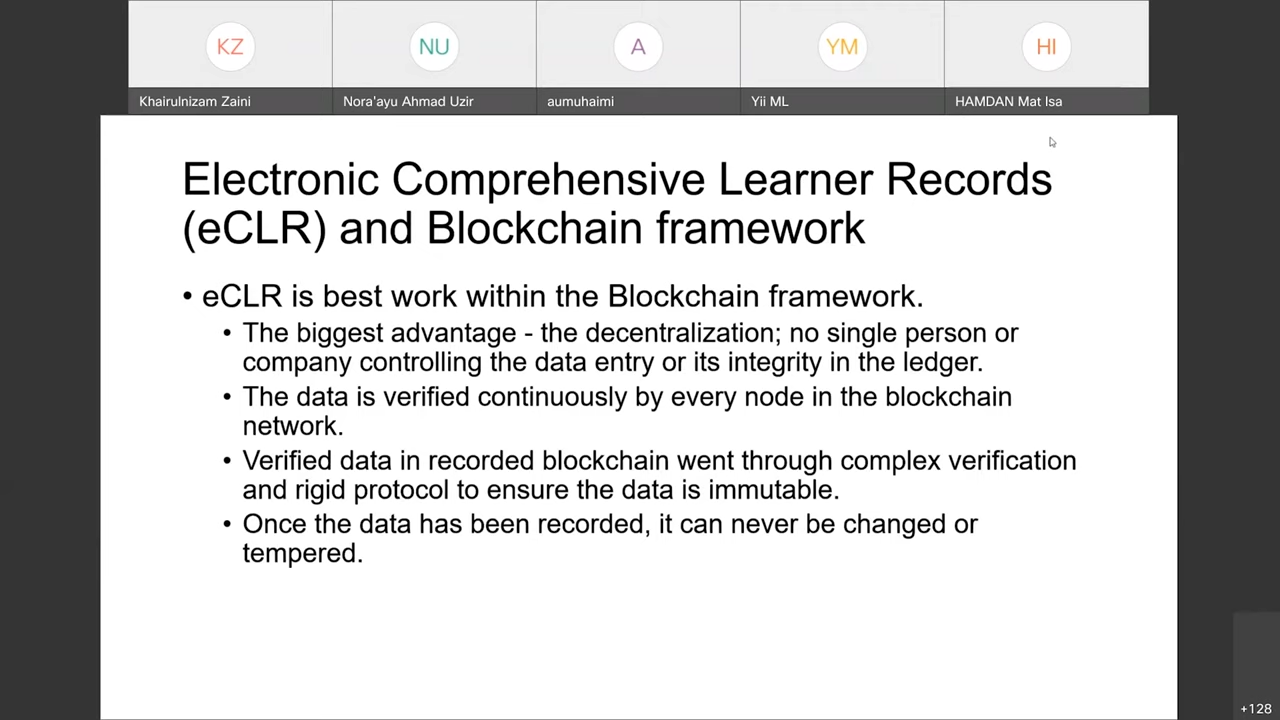 KZ
NU
A
YM
HI
Khairulnizam Zaini
Nora'ayu Ahmad Uzir
aumuhaimi
Yii ML
HAMDAN Mat Isa
Electronic Comprehensive Learner Records
(eCLR) and Blockchain framework
• eCLR is best work within the Blockchain framework.
• The biggest advantage - the decentralization; no single person or
company controlling the data entry or its integrity in the ledger.
• The data is verified continuously by every node in the blockchain
network.
• Verified data in recorded blockchain went through complex verification
and rigid protocol to ensure the data is immutable.
• Once the data has been recorded, it can never be changed or
tempered.
+128